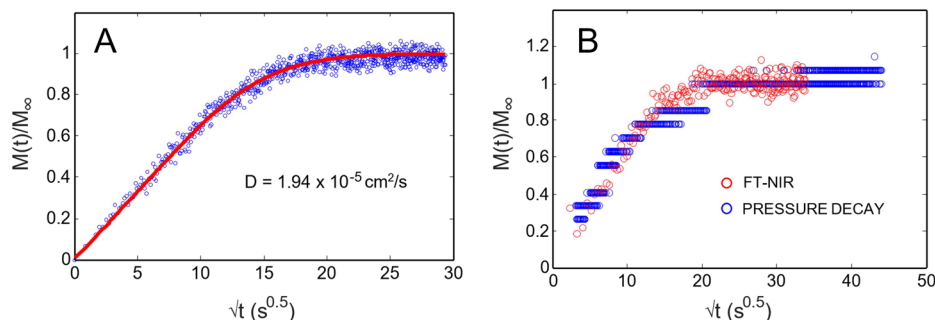 A
M(t)/M∞
1
0.8
0.6
0.4
0.2
0
D = 1.94 x 10-5 cm2/s
0 5 10 15 20 25 30
√t (s0.5)
B
M(t)/M∞
1.2
1
0.8
0.6
0.4
0.2
0
FT-NIR
PRESSURE DECAY
0 10 20 30 40 50
√t (s0.5)